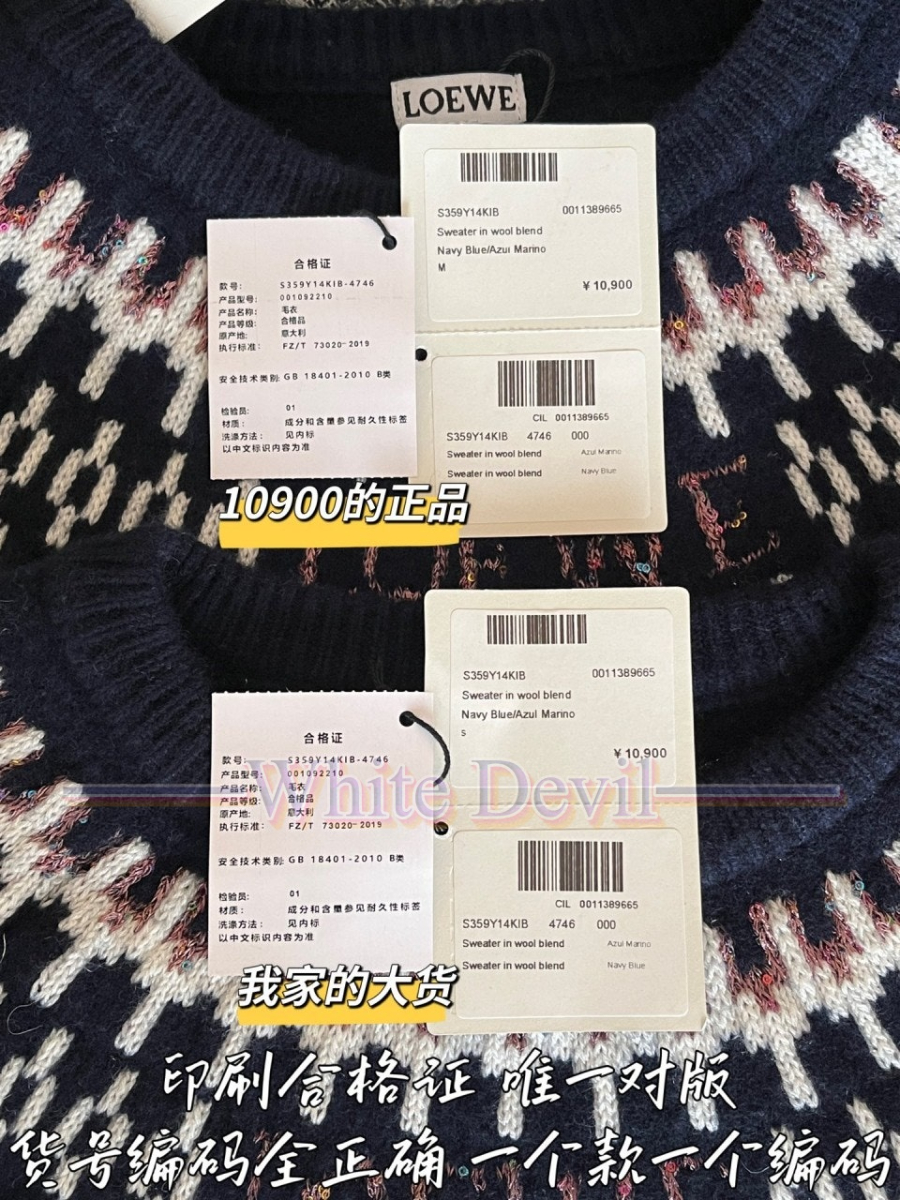 LOEWE
S359Y14KIB 0011389665
Sweater in wool blend
Navy Blue/Azul Marino
M
¥10,900
合格证
款号: S359Y14KIB-4746
产品型号: 001092210
产品名称: 毛衣
产品等级: 合格品
原产地: 意大利
执行标准: FZ/T 73020-2019
安全技术类别: GB 18401-2010 B类
检验员: 01
材质: 成分和含量参见耐久性标签
洗涤方法: 见内标
以中文标识内容为准
CIL 0011389665
S359Y14KIB 4746 000
Sweater in wool blend Azul Marino
Sweater in wool blend Navy Blue
10900的正品
S359Y14KIB 0011389665
Sweater in wool blend
Navy Blue/Azul Marino
S
¥10,900
合格证
款号: S359Y14KIB-4746
产品型号: 001092210
产品名称: 毛衣
产品等级: 合格品
原产地: 意大利
执行标准: FZ/T 73020-2019
White Devil
安全技术类别: GB 18401-2010 B类
检验员: 01
材质: 成分和含量参见耐久性标签
洗涤方法: 见内标
以中文标识内容为准
CIL 0011389665
S359Y14KIB 4746 000
Sweater in wool blend Azul Marino
Sweater in wool blend Navy Blue
我家的大货
印刷合格证 唯一对版
货号编码全正确 一个款一个编码